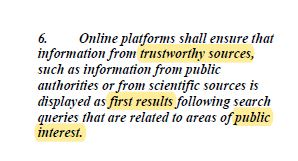 6. Online platforms shall ensure that
information from trustworthy sources,
such as information from public
authorities or from scientific sources is
displayed as first results following search
queries that are related to areas of public
interest.